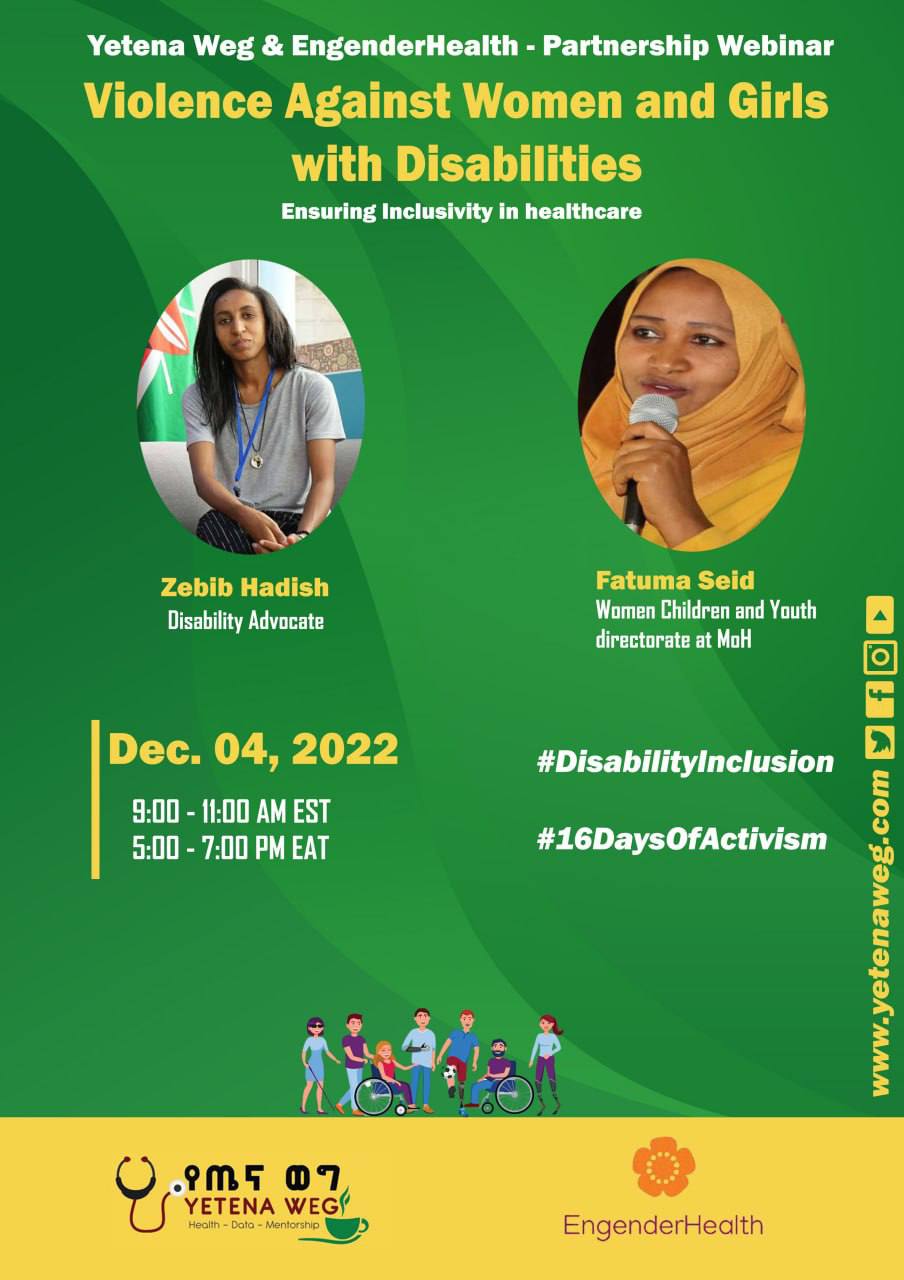 Yetena Weg & EngenderHealth - Partnership Webinar
Violence Against Women and Girls
with Disabilities
Ensuring Inclusivity in healthcare
Zebib Hadish
Disability Advocate
Fatuma Seid
Women Children and Youth
directorate at MoH
Dec. 04, 2022
9:00 - 11:00 AM EST
5:00 - 7:00 PM EAT
#DisabilityInclusion
#16DaysOfActivism
www.yetenaweg.com
የጤና ወግ
YETENA WEG
Health - Data - Mentorship
EngenderHealth